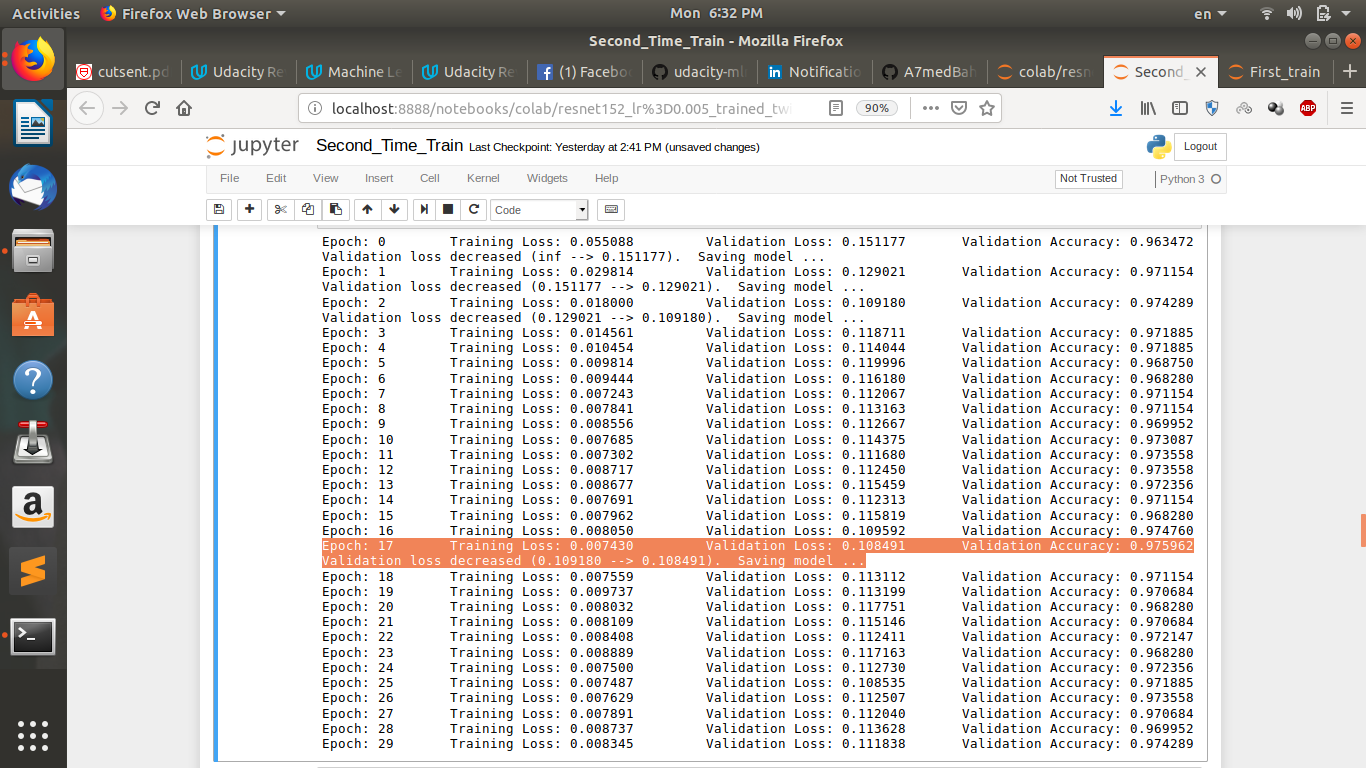 Activities Firefox Web Browser Mon 6:32 PM en
Second_Time_Train - Mozilla Firefox
cutsent.pd Udacity Re Machine Le Udacity Re (1) Facebo udacity-ml Notificatio A7medBah colab/resn Second_ First_train
localhost:8888/notebooks/colab/resnet152_lr%3D0.005_trained_tw 90% ABP
jupyter Second_Time_Train Last Checkpoint: Yesterday at 2:41 PM (unsaved changes) Logout
File Edit View Insert Cell Kernel Widgets Help Not Trusted Python 3
Code
Epoch: 0 Training Loss: 0.055088 Validation Loss: 0.151177 Validation Accuracy: 0.963472
Validation loss decreased (inf --> 0.151177). Saving model ...
Epoch: 1 Training Loss: 0.029814 Validation Loss: 0.129021 Validation Accuracy: 0.971154
Validation loss decreased (0.151177 --> 0.129021). Saving model ...
Epoch: 2 Training Loss: 0.018000 Validation Loss: 0.109180 Validation Accuracy: 0.974289
Validation loss decreased (0.129021 --> 0.109180). Saving model ...
Epoch: 3 Training Loss: 0.014561 Validation Loss: 0.118711 Validation Accuracy: 0.971885
Epoch: 4 Training Loss: 0.010454 Validation Loss: 0.114044 Validation Accuracy: 0.971885
Epoch: 5 Training Loss: 0.009814 Validation Loss: 0.119996 Validation Accuracy: 0.968750
Epoch: 6 Training Loss: 0.009444 Validation Loss: 0.116180 Validation Accuracy: 0.968280
Epoch: 7 Training Loss: 0.007243 Validation Loss: 0.112067 Validation Accuracy: 0.971154
Epoch: 8 Training Loss: 0.007841 Validation Loss: 0.113163 Validation Accuracy: 0.971154
Epoch: 9 Training Loss: 0.008556 Validation Loss: 0.112667 Validation Accuracy: 0.969952
Epoch: 10 Training Loss: 0.007685 Validation Loss: 0.114375 Validation Accuracy: 0.973087
Epoch: 11 Training Loss: 0.007302 Validation Loss: 0.111680 Validation Accuracy: 0.973558
Epoch: 12 Training Loss: 0.008717 Validation Loss: 0.112450 Validation Accuracy: 0.973558
Epoch: 13 Training Loss: 0.008677 Validation Loss: 0.115459 Validation Accuracy: 0.972356
Epoch: 14 Training Loss: 0.007691 Validation Loss: 0.112313 Validation Accuracy: 0.971154
Epoch: 15 Training Loss: 0.007962 Validation Loss: 0.115819 Validation Accuracy: 0.968280
Epoch: 16 Training Loss: 0.008050 Validation Loss: 0.109592 Validation Accuracy: 0.974760
Epoch: 17 Training Loss: 0.007430 Validation Loss: 0.108491 Validation Accuracy: 0.975962
Validation loss decreased (0.109180 --> 0.108491). Saving model ...
Epoch: 18 Training Loss: 0.007559 Validation Loss: 0.113112 Validation Accuracy: 0.971154
Epoch: 19 Training Loss: 0.009737 Validation Loss: 0.113199 Validation Accuracy: 0.970684
Epoch: 20 Training Loss: 0.008032 Validation Loss: 0.117751 Validation Accuracy: 0.968280
Epoch: 21 Training Loss: 0.008109 Validation Loss: 0.115146 Validation Accuracy: 0.970684
Epoch: 22 Training Loss: 0.008408 Validation Loss: 0.112411 Validation Accuracy: 0.972147
Epoch: 23 Training Loss: 0.008889 Validation Loss: 0.117163 Validation Accuracy: 0.968280
Epoch: 24 Training Loss: 0.007500 Validation Loss: 0.112730 Validation Accuracy: 0.972356
Epoch: 25 Training Loss: 0.007487 Validation Loss: 0.108535 Validation Accuracy: 0.971885
Epoch: 26 Training Loss: 0.007629 Validation Loss: 0.112507 Validation Accuracy: 0.973558
Epoch: 27 Training Loss: 0.007891 Validation Loss: 0.112040 Validation Accuracy: 0.970684
Epoch: 28 Training Loss: 0.008737 Validation Loss: 0.113628 Validation Accuracy: 0.969952
Epoch: 29 Training Loss: 0.008345 Validation Loss: 0.111838 Validation Accuracy: 0.974289